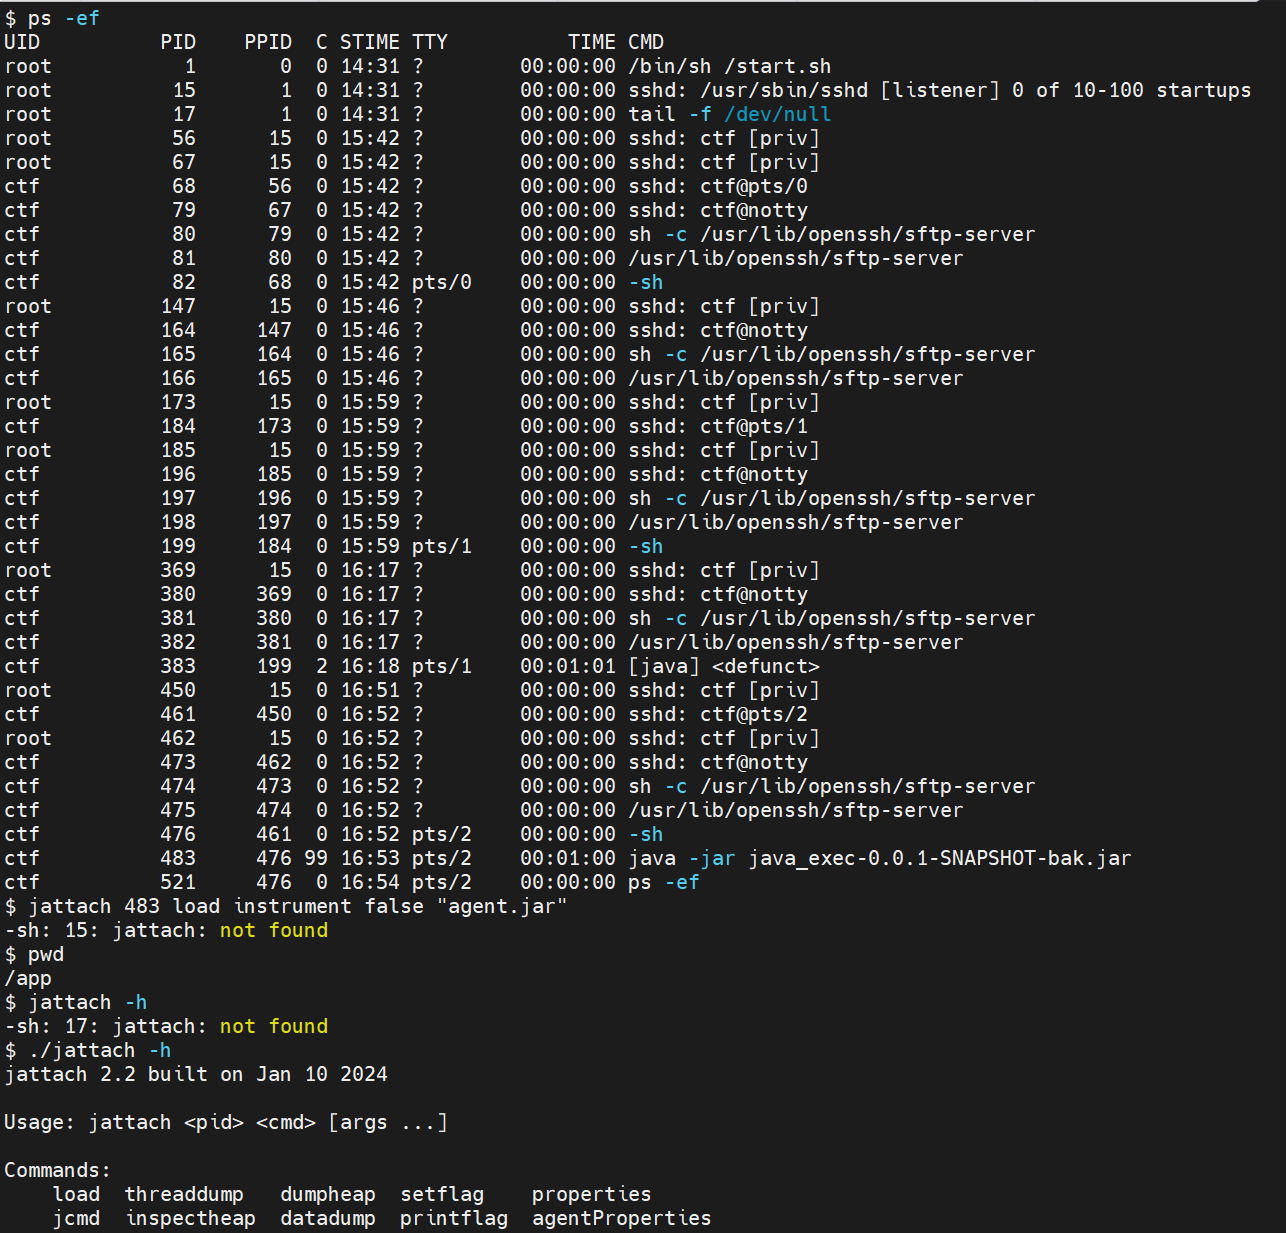 $ ps -ef
UID          PID    PPID  C STIME TTY          TIME CMD
root           1       0  0 14:31 ?        00:00:00 /bin/sh /start.sh
root          15       1  0 14:31 ?        00:00:00 sshd: /usr/sbin/sshd [listener] 0 of 10-100 startups
root          17       1  0 14:31 ?        00:00:00 tail -f /dev/null
root          56      15  0 15:42 ?        00:00:00 sshd: ctf [priv]
root          67      15  0 15:42 ?        00:00:00 sshd: ctf [priv]
ctf           68      56  0 15:42 ?        00:00:00 sshd: ctf@pts/0
ctf           79      67  0 15:42 ?        00:00:00 sshd: ctf@notty
ctf           80      79  0 15:42 ?        00:00:00 sh -c /usr/lib/openssh/sftp-server
ctf           81      80  0 15:42 ?        00:00:00 /usr/lib/openssh/sftp-server
ctf           82      68  0 15:42 pts/0    00:00:00 -sh
root         147      15  0 15:46 ?        00:00:00 sshd: ctf [priv]
ctf          164     147  0 15:46 ?        00:00:00 sshd: ctf@notty
ctf          165     164  0 15:46 ?        00:00:00 sh -c /usr/lib/openssh/sftp-server
ctf          166     165  0 15:46 ?        00:00:00 /usr/lib/openssh/sftp-server
root         173      15  0 15:59 ?        00:00:00 sshd: ctf [priv]
ctf          184     173  0 15:59 ?        00:00:00 sshd: ctf@pts/1
root         185      15  0 15:59 ?        00:00:00 sshd: ctf [priv]
ctf          196     185  0 15:59 ?        00:00:00 sshd: ctf@notty
ctf          197     196  0 15:59 ?        00:00:00 sh -c /usr/lib/openssh/sftp-server
ctf          198     197  0 15:59 ?        00:00:00 /usr/lib/openssh/sftp-server
ctf          199     184  0 15:59 pts/1    00:00:00 -sh
root         369      15  0 16:17 ?        00:00:00 sshd: ctf [priv]
ctf          380     369  0 16:17 ?        00:00:00 sshd: ctf@notty
ctf          381     380  0 16:17 ?        00:00:00 sh -c /usr/lib/openssh/sftp-server
ctf          382     381  0 16:17 ?        00:00:00 /usr/lib/openssh/sftp-server
ctf          383     199  2 16:18 pts/1    00:01:01 [java] <defunct>
root         450      15  0 16:51 ?        00:00:00 sshd: ctf [priv]
ctf          461     450  0 16:52 ?        00:00:00 sshd: ctf@pts/2
root         462      15  0 16:52 ?        00:00:00 sshd: ctf [priv]
ctf          473     462  0 16:52 ?        00:00:00 sshd: ctf@notty
ctf          474     473  0 16:52 ?        00:00:00 sh -c /usr/lib/openssh/sftp-server
ctf          475     474  0 16:52 ?        00:00:00 /usr/lib/openssh/sftp-server
ctf          476     461  0 16:52 pts/2    00:00:00 -sh
ctf          483     476 99 16:53 pts/2    00:01:00 java -jar java_exec-0.0.1-SNAPSHOT-bak.jar
ctf          521     476  0 16:54 pts/2    00:00:00 ps -ef
$ jattach 483 load instrument false "agent.jar"
-sh: 15: jattach: not found
$ pwd
/app
$ jattach -h
-sh: 17: jattach: not found
$ ./jattach -h
jattach 2.2 built on Jan 10 2024

Usage: jattach <pid> <cmd> [args ...]

Commands:
    load  threaddump   dumpheap  setflag    properties
    jcmd  inspectheap  datadump  printflag  agentProperties